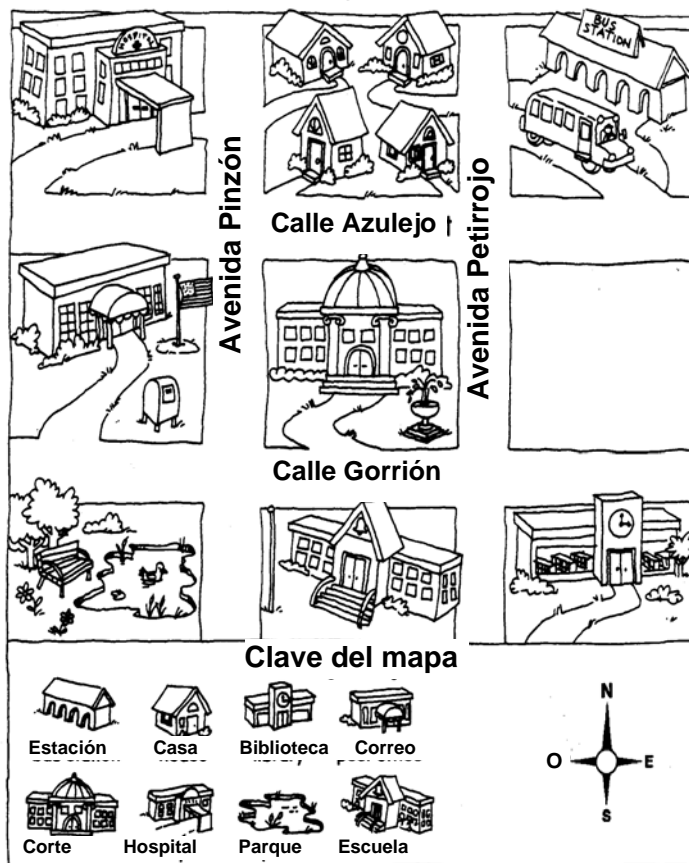 HOSPITAL
BUS
STATION
Avenida Pinzón
Calle Azulejo
Avenida Petirrojo
Calle Gorrión
Clave del mapa
Estación Casa Biblioteca Correo
Corte Hospital Parque Escuela
N
O E
S